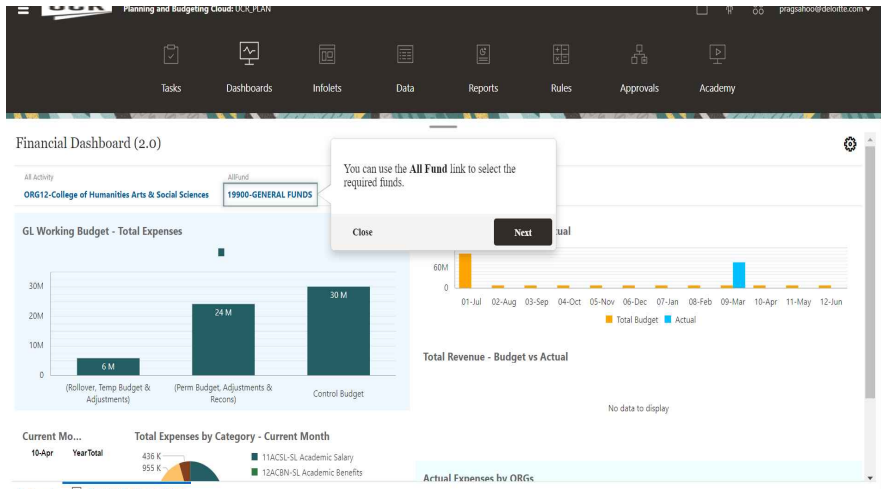 Planning and Budgeting Cloud: UCR_PLAN
pragsahoo@deloitte.com
Tasks
Dashboards
Infolets
Data
Reports
Rules
Approvals
Academy
Financial Dashboard (2.0)
All Activity
ORG12-College of Humanities Arts & Social Sciences
AllFund
19900-GENERAL FUNDS
You can use the All Fund link to select the
required funds.
Close
Next
GL Working Budget - Total Expenses
30M
20M
10M
0
6 M
24 M
30 M
(Rollover, Temp Budget &
Adjustments)
(Perm Budget, Adjustments &
Recons)
Control Budget
60M
0
01-Jul
02-Aug
03-Sep
04-Oct
05-Nov
06-Dec
07-Jan
08-Feb
09-Mar
10-Apr
11-May
12-Jun
Total Budget
Actual
Total Revenue - Budget vs Actual
No data to display
Current Mo...
10-Apr
YearTotal
Total Expenses by Category - Current Month
436 K
955 K
11ACSL-SL Academic Salary
12ACBN-SL Academic Benefits
Actual Expenses by ORGs